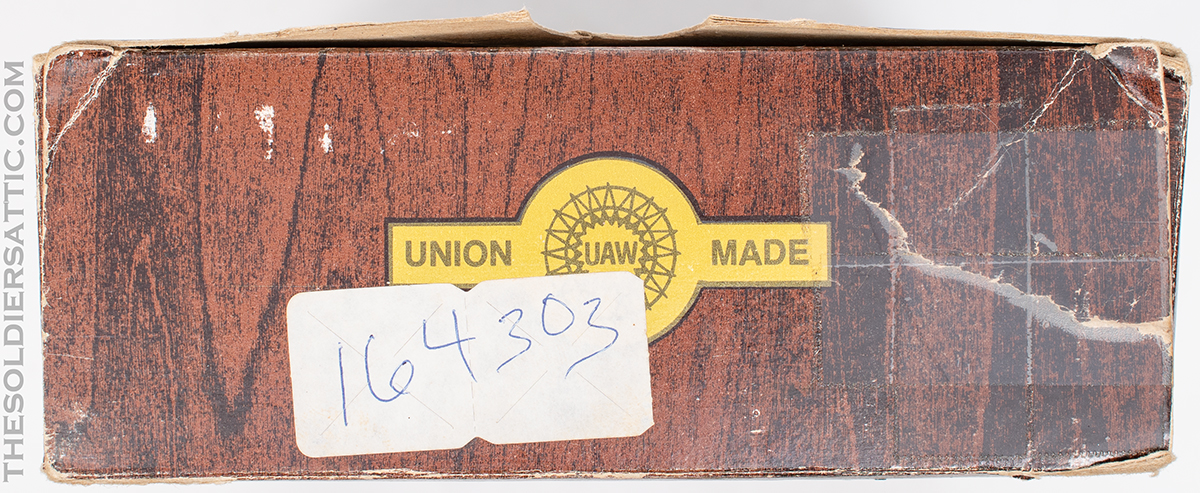 THESOLDIERSATTIC.COM
UNION UAW MADE
164303